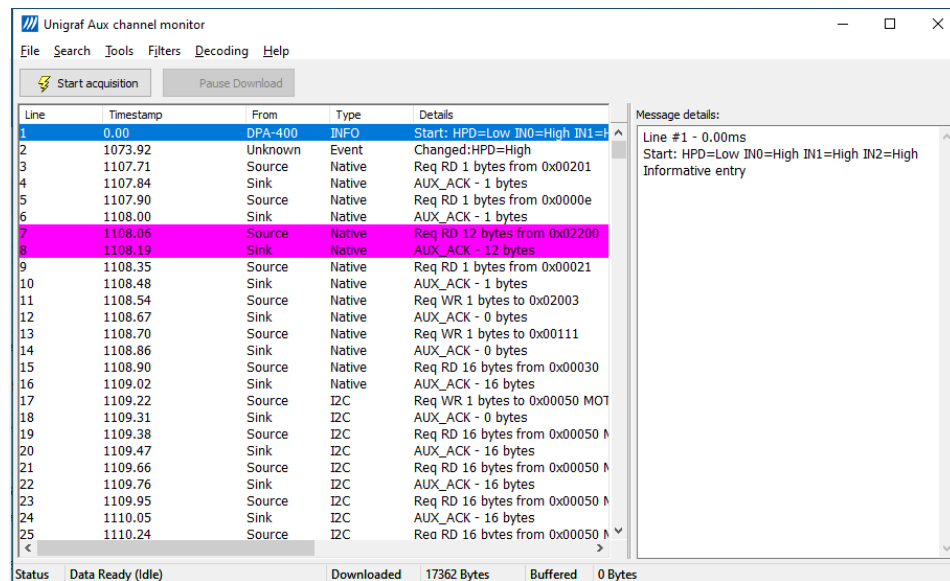 Unigraf Aux channel monitor
File Search Tools Filters Decoding Help
Start acquisition Pause Download
Line Timestamp From Type Details
1 0.00 DPA-400 INFO Start: HPD=Low IN0=High IN1=H
2 1073.92 Unknown Event Changed:HPD=High
3 1107.71 Source Native Req RD 1 bytes from 0x00201
4 1107.84 Sink Native AUX_ACK - 1 bytes
5 1107.90 Source Native Req RD 1 bytes from 0x0000e
6 1108.00 Sink Native AUX_ACK - 1 bytes
7 1108.06 Source Native Req RD 12 bytes from 0x02200
8 1108.19 Sink Native AUX_ACK - 12 bytes
9 1108.35 Source Native Req RD 1 bytes from 0x00021
10 1108.48 Sink Native AUX_ACK - 1 bytes
11 1108.54 Source Native Req WR 1 bytes to 0x02003
12 1108.67 Sink Native AUX_ACK - 0 bytes
13 1108.70 Source Native Req WR 1 bytes to 0x00111
14 1108.86 Sink Native AUX_ACK - 0 bytes
15 1108.90 Source Native Req RD 16 bytes from 0x00030
16 1109.02 Sink Native AUX_ACK - 16 bytes
17 1109.22 Source I2C Req WR 1 bytes to 0x00050 MOT
18 1109.31 Sink I2C AUX_ACK - 0 bytes
19 1109.38 Source I2C Req RD 16 bytes from 0x00050 M
20 1109.47 Sink I2C AUX_ACK - 16 bytes
21 1109.66 Source I2C Req RD 16 bytes from 0x00050 M
22 1109.76 Sink I2C AUX_ACK - 16 bytes
23 1109.95 Source I2C Req RD 16 bytes from 0x00050 M
24 1110.05 Sink I2C AUX_ACK - 16 bytes
25 1110.24 Source I2C Req RD 16 bytes from 0x00050 M
Message details:
Line #1 - 0.00ms
Start: HPD=Low IN0=High IN1=High IN2=High
Informative entry
Status Data Ready (Idle) Downloaded 17362 Bytes Buffered 0 Bytes